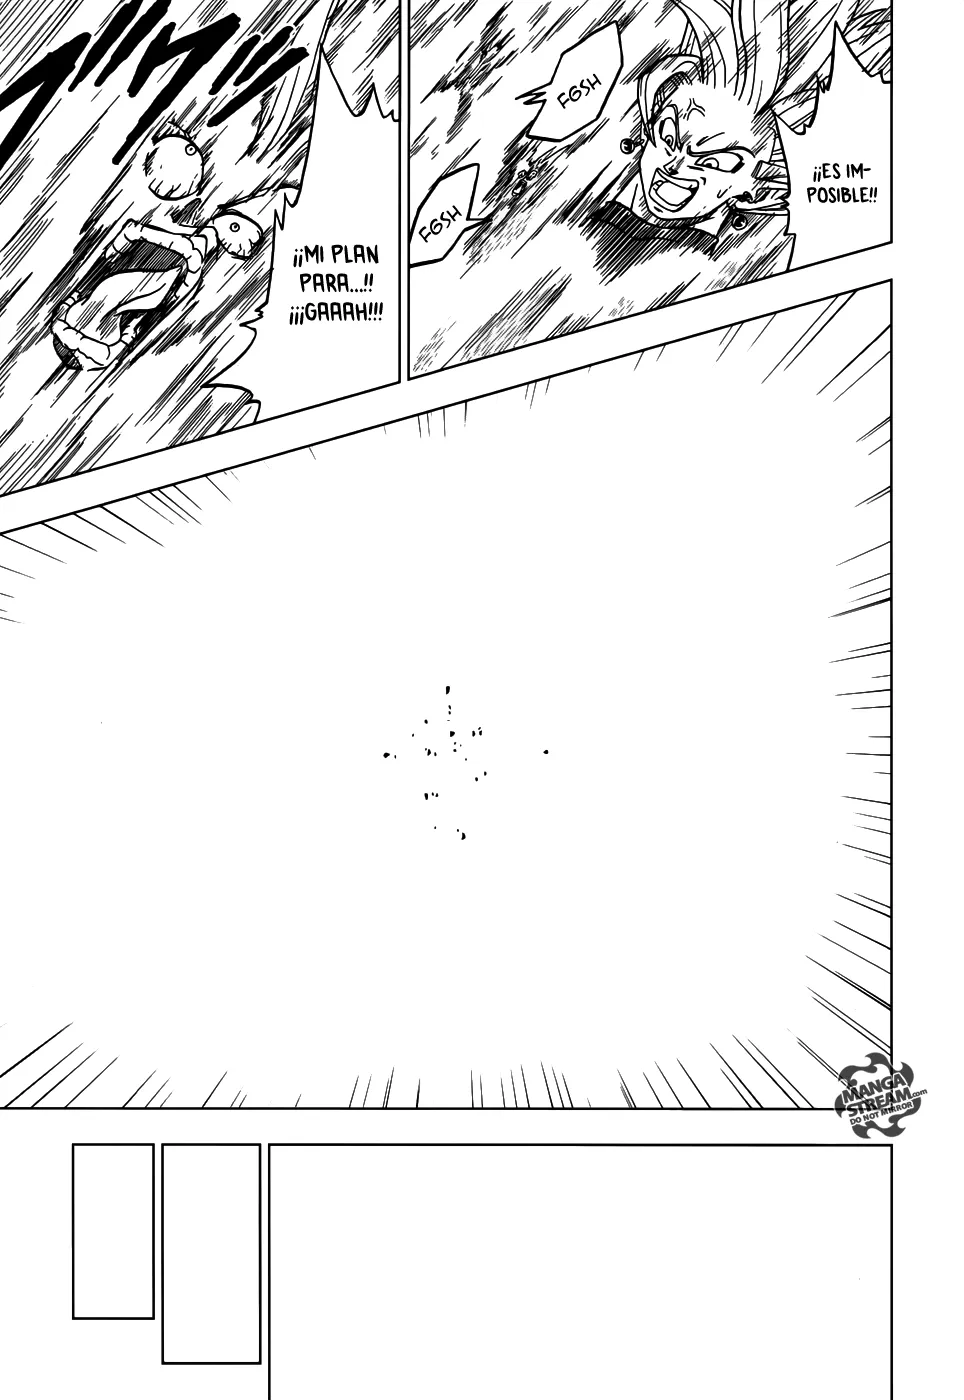 FGSH
¡¡ES IM-
POSIBLE!!
FGSH
¡¡MI PLAN
PARA...!!
¡¡¡GAAAH!!!
MANGA
STREAM.com
DO NOT MIRROR